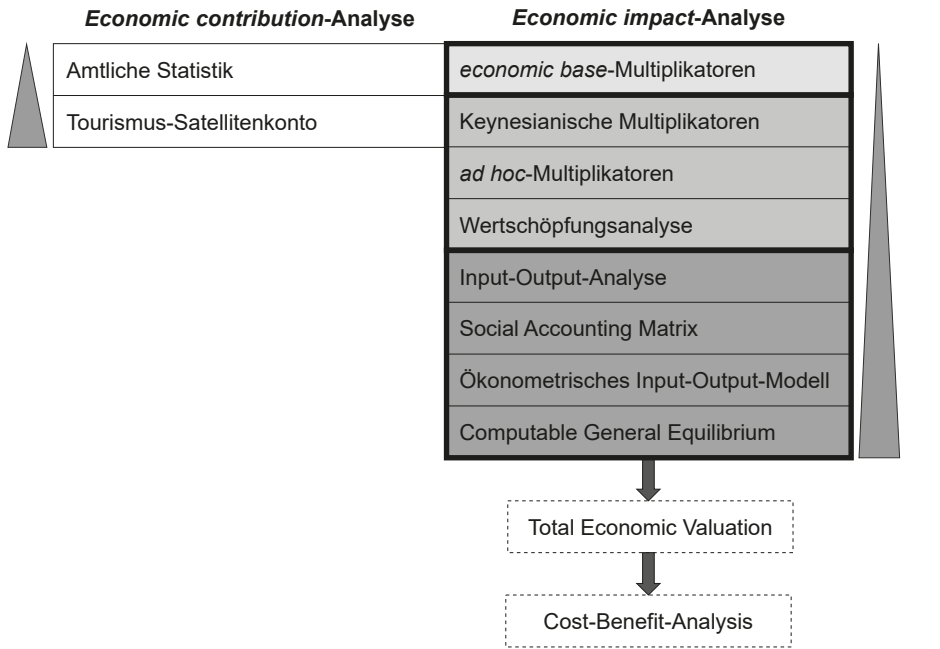 Economic contribution-Analyse
Economic impact-Analyse
Amtliche Statistik
economic base-Multiplikatoren
Tourismus-Satellitenkonto
Keynesianische Multiplikatoren
ad hoc-Multiplikatoren
Wertschöpfungsanalyse
Input-Output-Analyse
Social Accounting Matrix
Ökonometrisches Input-Output-Modell
Computable General Equilibrium
Total Economic Valuation
Cost-Benefit-Analysis